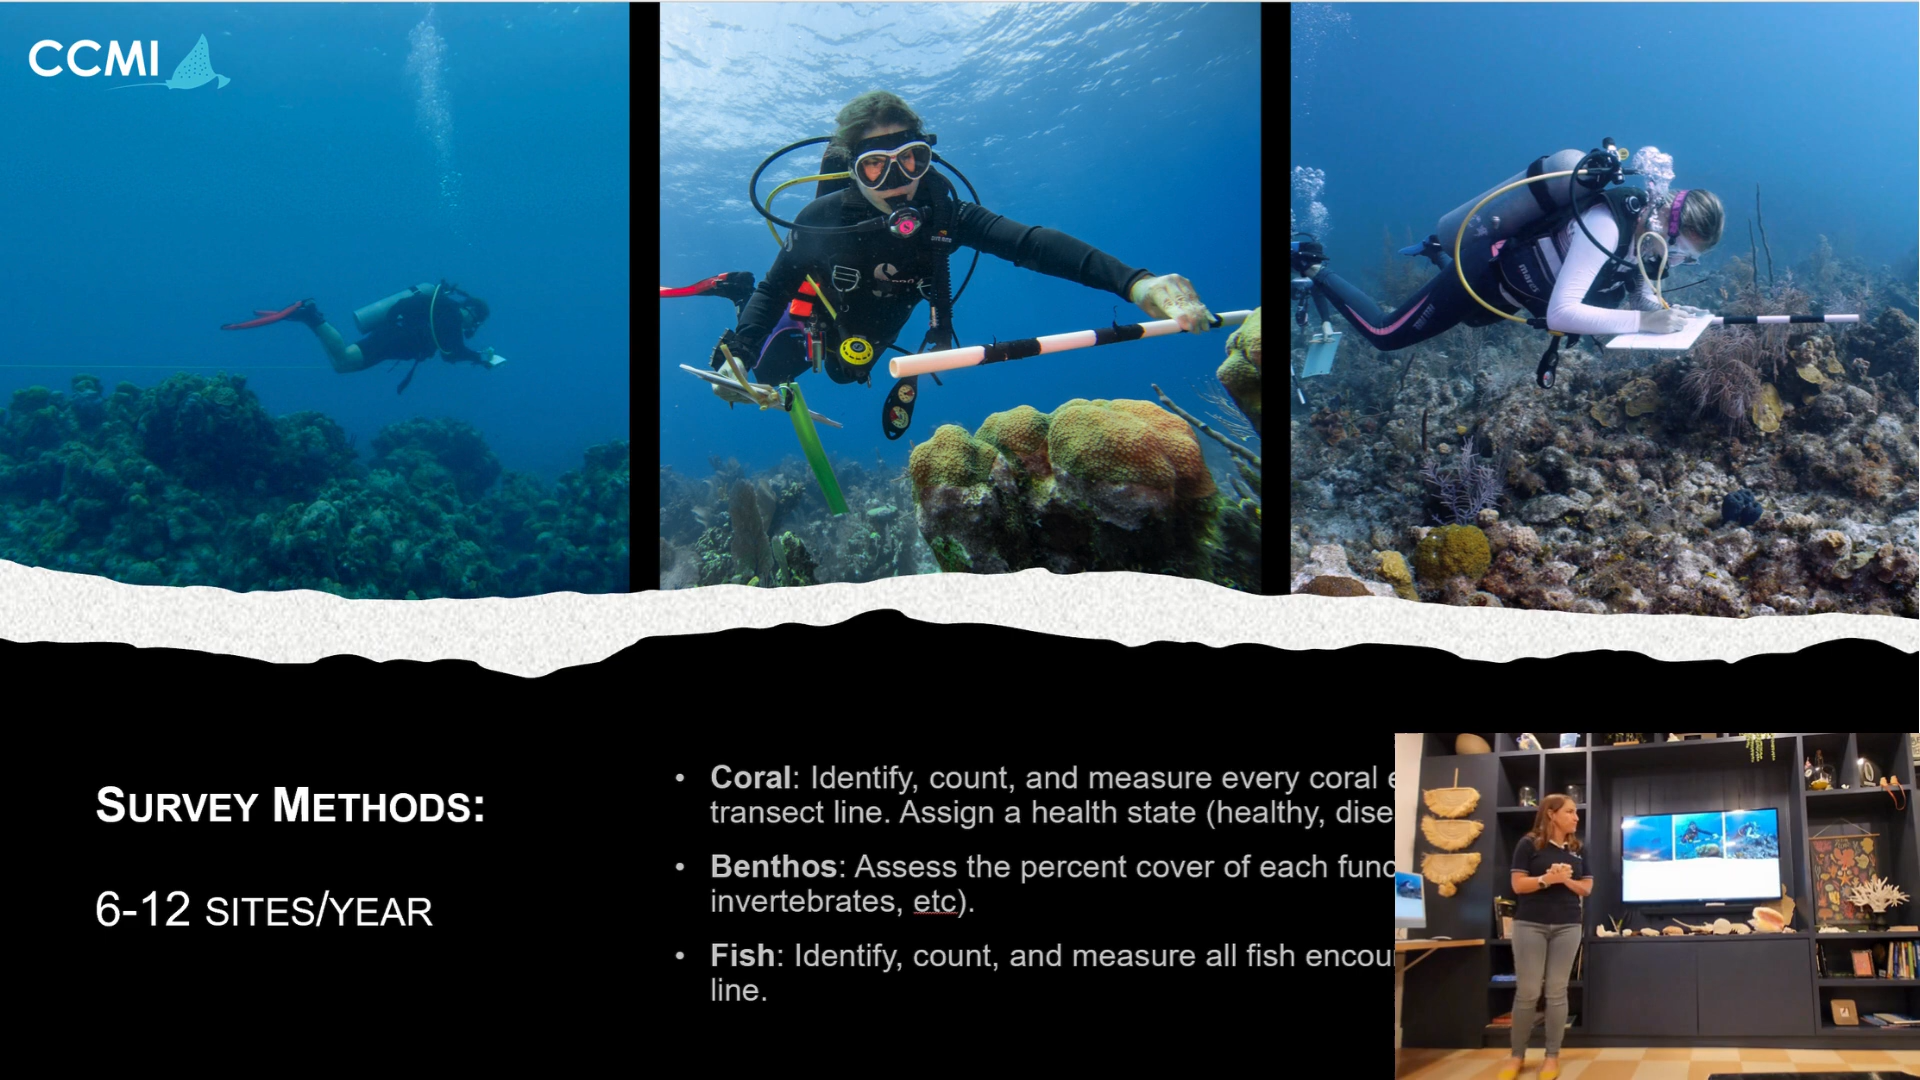 CCMI
SURVEY METHODS:
6-12 SITES/YEAR
• Coral: Identify, count, and measure every coral
transect line. Assign a health state (healthy,
• Benthos: Assess the percent cover of each
invertebrates, etc).
• Fish: Identify, count, and measure all fish
line.